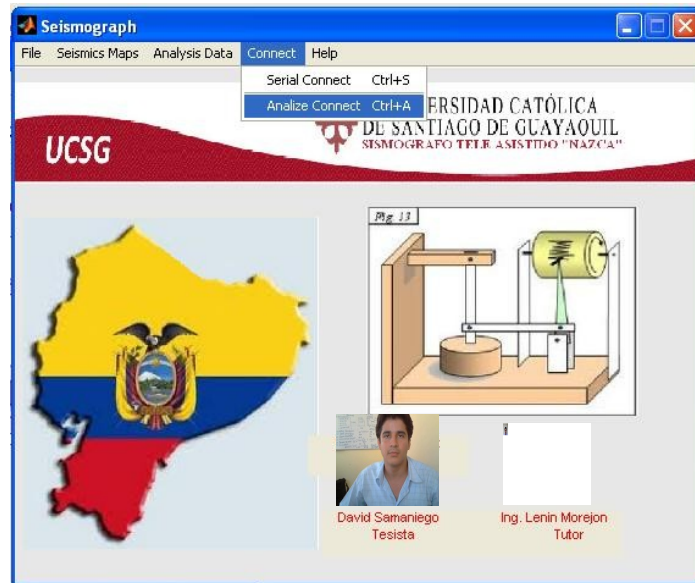 Seismograph
File Seismics Maps Analysis Data Connect Help
Serial Connect Ctrl+S
Analize Connect Ctrl+A
ERSIDAD CATÓLICA
DE SANTIAGO DE GUAYAQUIL
SISMOGRAFO TELE ASISTIDO "NAZCA"
UCSG
Fig 13
David Samaniego
Tesista
Ing. Lenin Morejon
Tutor